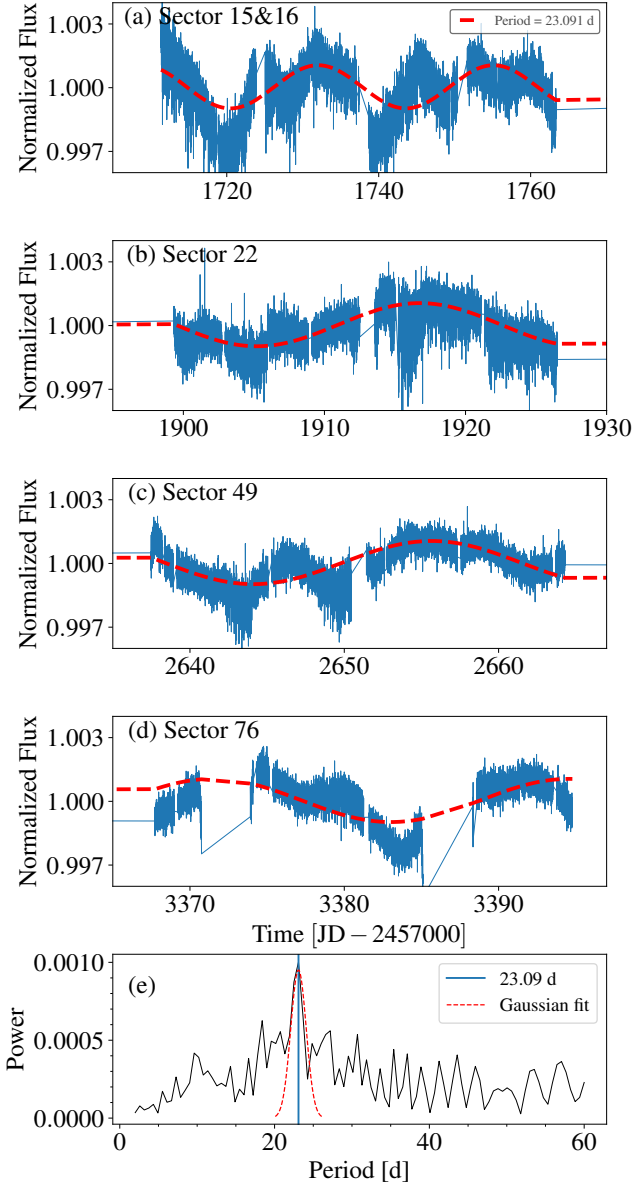 (a) Sector 15&16
Period = 23.091 d
1.003
1.000
0.997
Normalized Flux
1720
1740
1760
(b) Sector 22
1.003
1.000
0.997
Normalized Flux
1900
1910
1920
1930
(c) Sector 49
1.003
1.000
0.997
Normalized Flux
2640
2650
2660
(d) Sector 76
1.003
1.000
0.997
Normalized Flux
3370
3380
3390
Time [JD − 2457000]
(e)
23.09 d
Gaussian fit
0.0010
0.0005
0.0000
Power
0
20
40
60
Period [d]